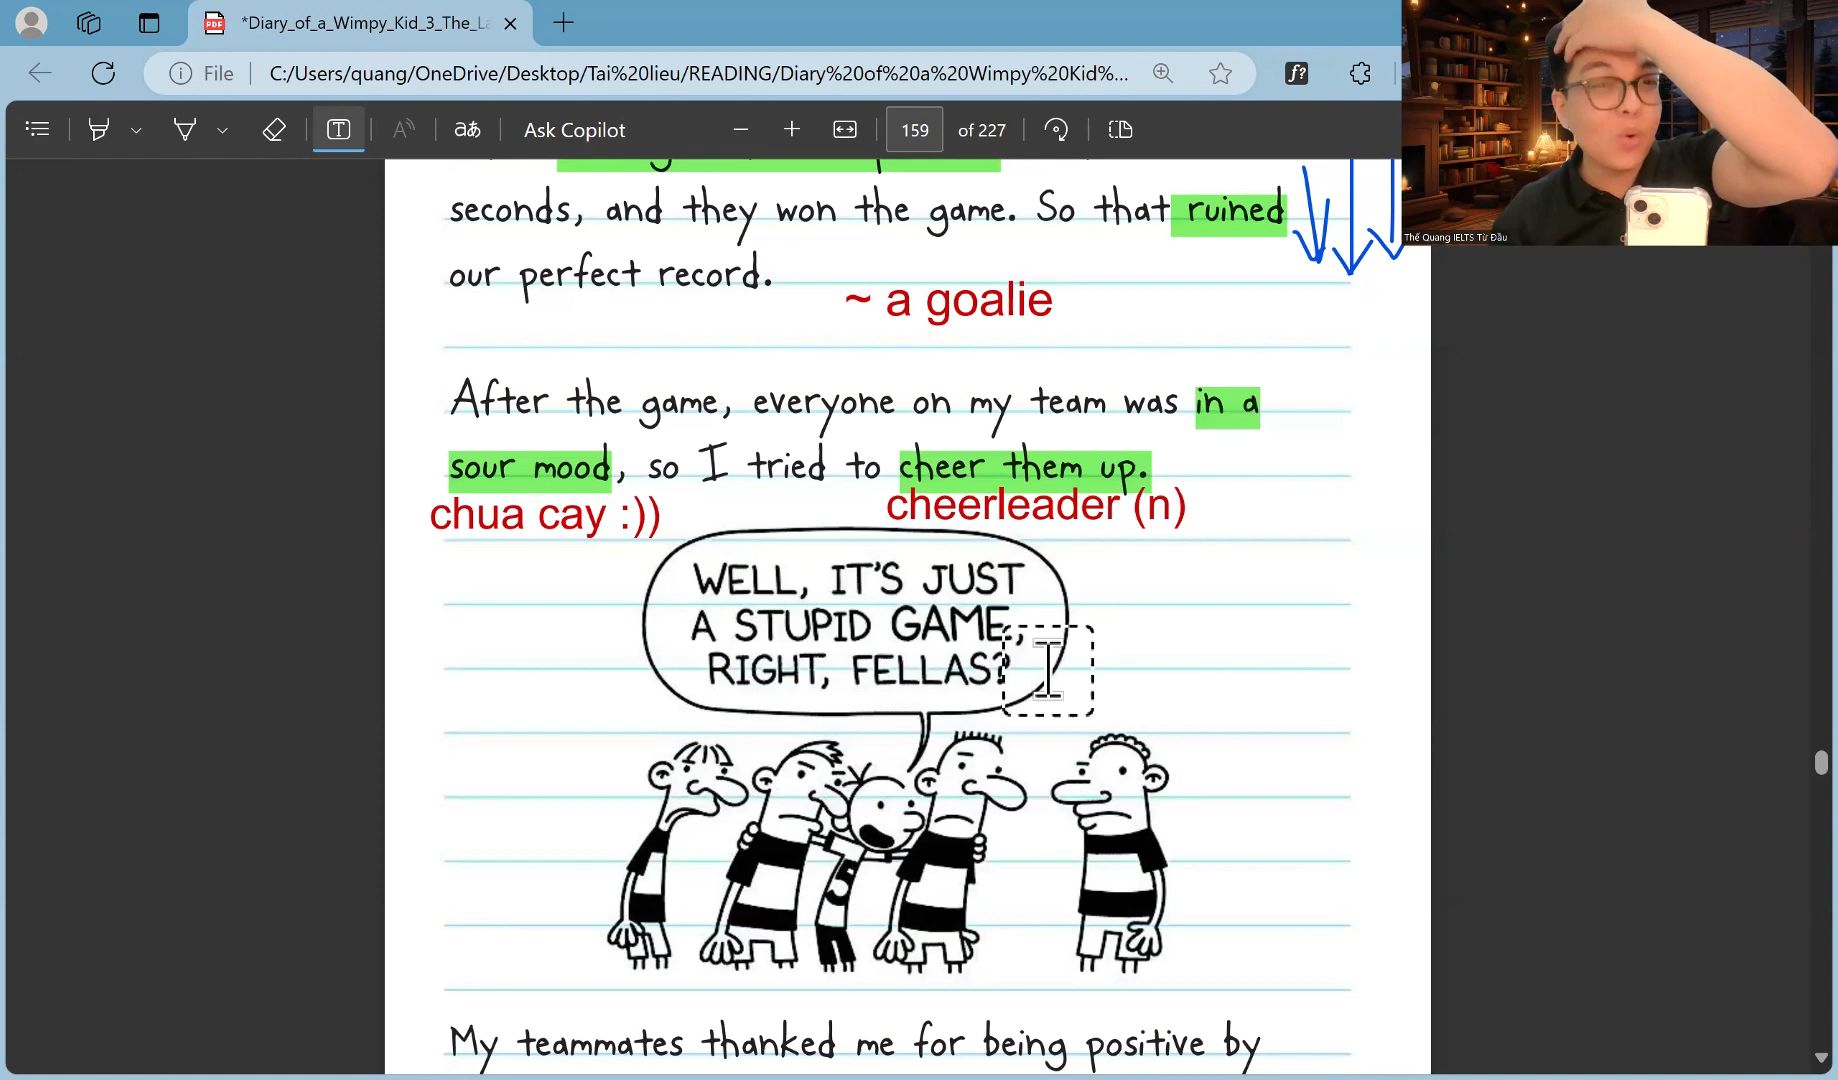 *Diary_of_a_Wimpy_Kid_3_The_La
File
C:/Users/quang/OneDrive/Desktop/Tai%20lieu/READING/Diary%20of%20a%20Wimpy%20Kid%...
Ask Copilot
159 of 227
Thế Quang IELTS Từ Đầu
seconds, and they won the game. So that ruined
our perfect record.
~ a goalie
After the game, everyone on my team was in a
sour mood, so I tried to cheer them up.
chua cay :))
cheerleader (n)
WELL, IT'S JUST
A STUPID GAME,
RIGHT, FELLAS?
5
My teammates thanked me for being positive by